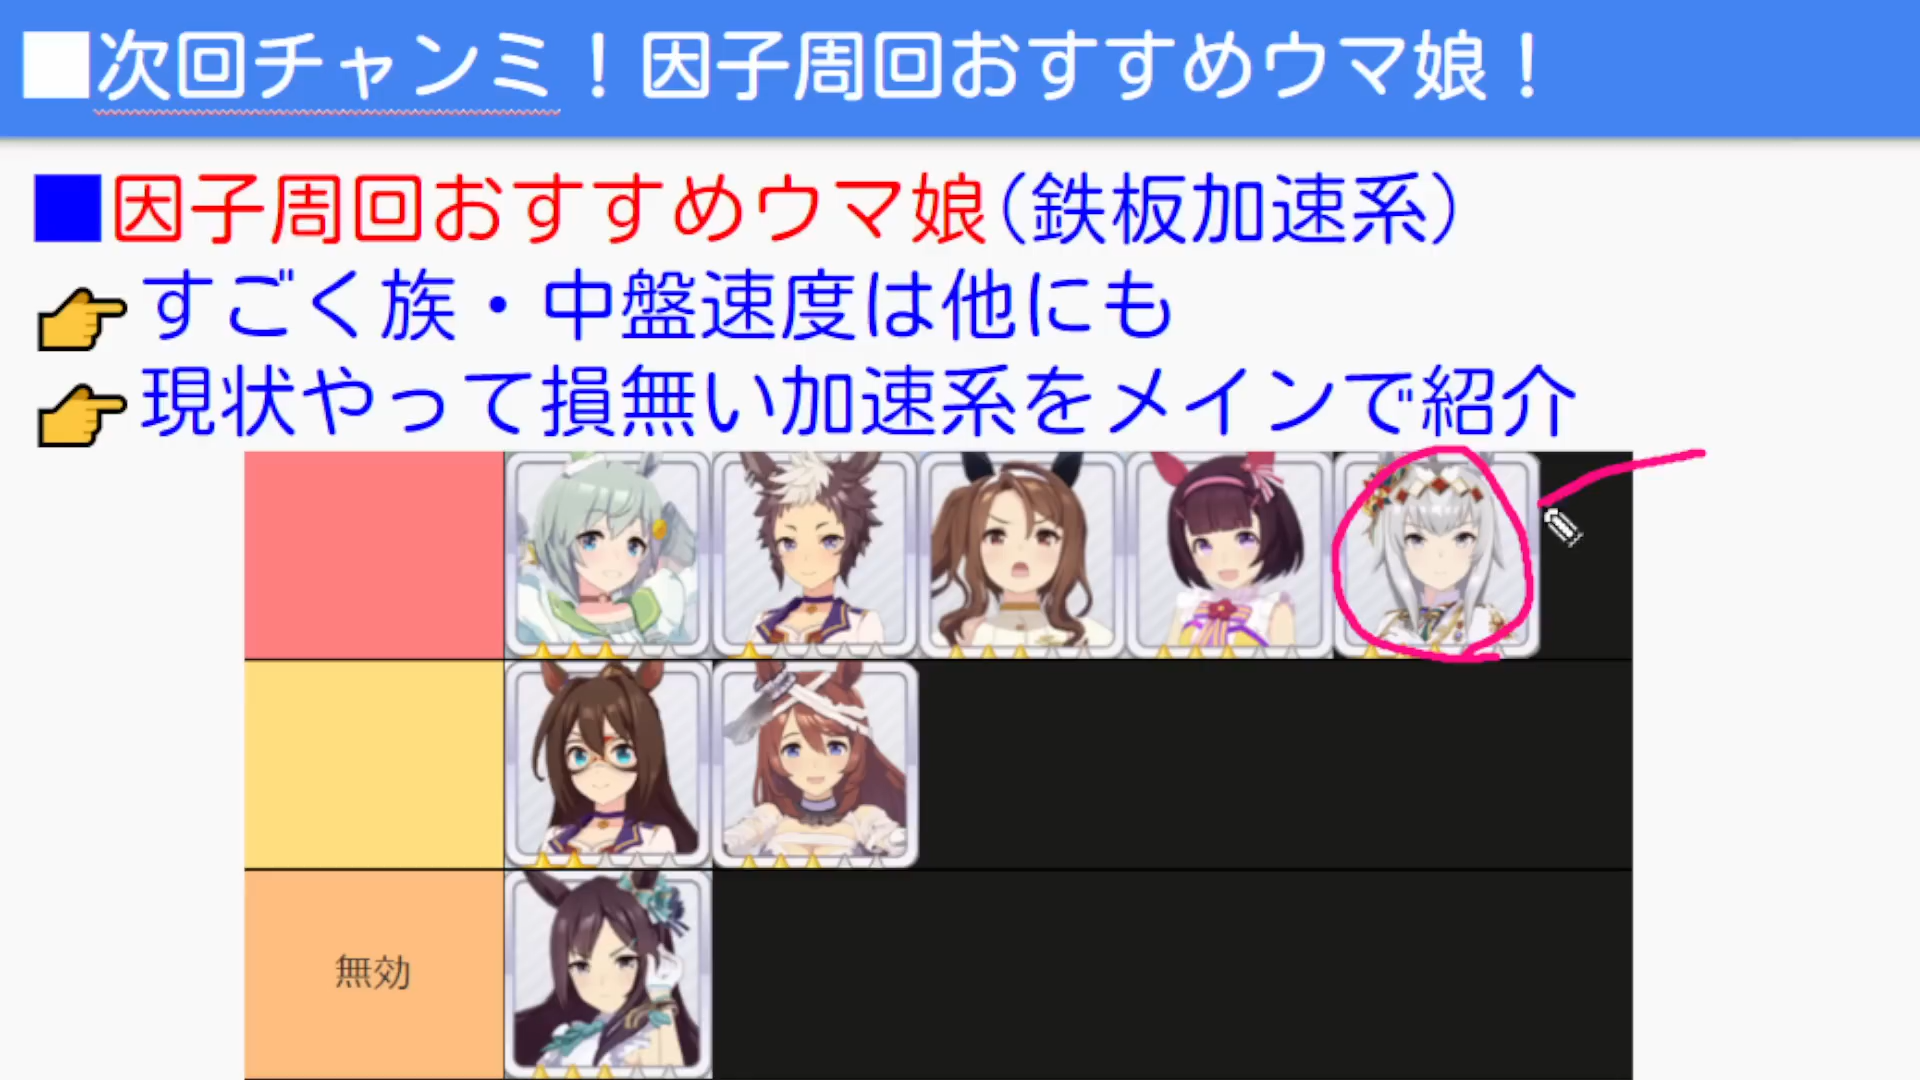 ■次回チャンミ！因子周回おすすめウマ娘！
■因子周回おすすめウマ娘（鉄板加速系）
👉すごく族・中盤速度は他にも
👉現状やって損無い加速系をメインで紹介
無効